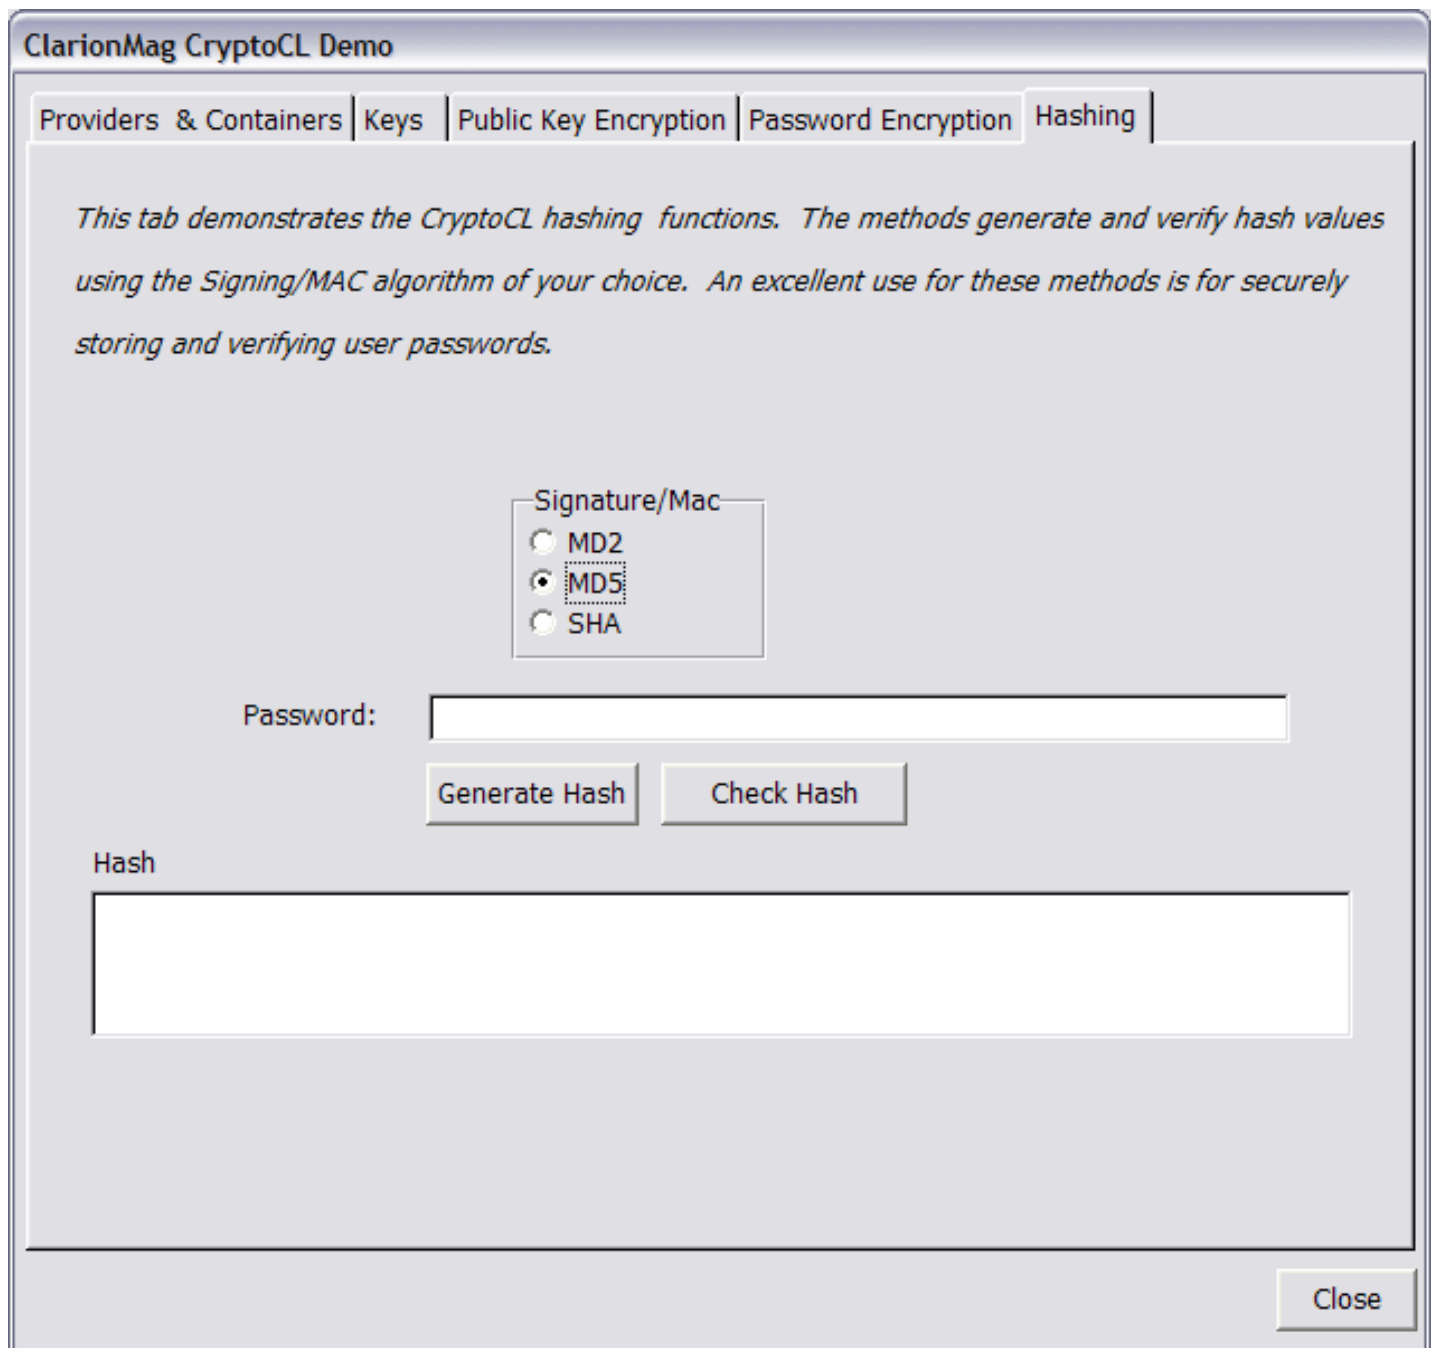 ClarionMag CryptoCL Demo
Providers & Containers Keys Public Key Encryption Password Encryption Hashing
This tab demonstrates the CryptoCL hashing functions. The methods generate and verify hash values
using the Signing/MAC algorithm of your choice. An excellent use for these methods is for securely
storing and verifying user passwords.
Signature/Mac
MD2
MD5
SHA
Password:
Generate Hash Check Hash
Hash
Close